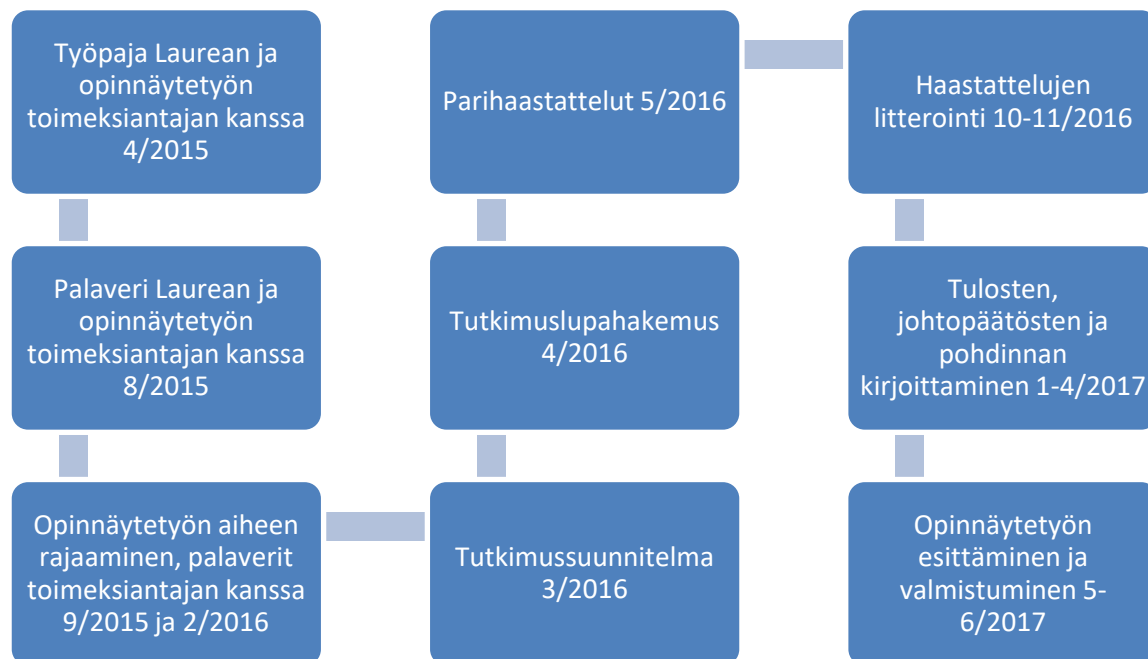 Työpaja Laurean ja
opinnäytetyön
toimeksiantajan kanssa
4/2015
Palaveri Laurean ja
opinnäytetyön
toimeksiantajan kanssa
8/2015
Opinnäytetyön aiheen
rajaaminen, palaverit
toimeksiantajan kanssa
9/2015 ja 2/2016
Tutkimussuunnitelma
3/2016
Tutkimuslupahakemus
4/2016
Parihaastattelut 5/2016
Haastattelujen
litterointi 10-11/2016
Tulosten,
johtopäätösten ja
pohdinnan
kirjoittaminen 1-4/2017
Opinnäytetyön
esittäminen ja
valmistuminen 5-
6/2017